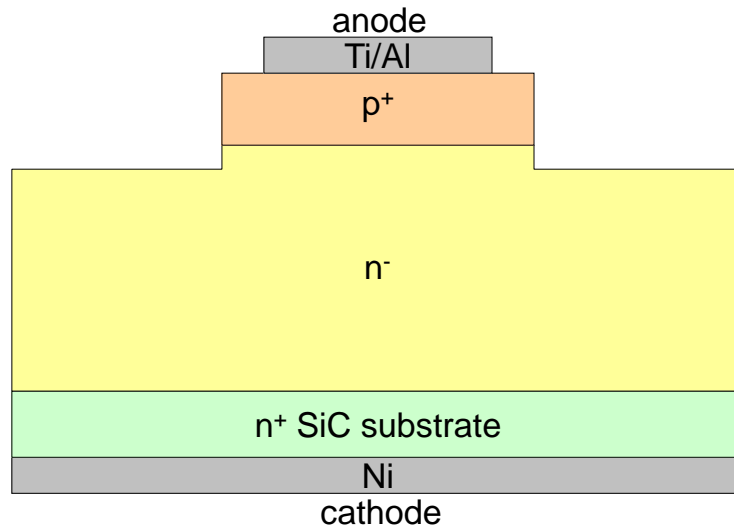 anode
Ti/Al
p⁺
n⁻
n⁺ SiC substrate
Ni
cathode